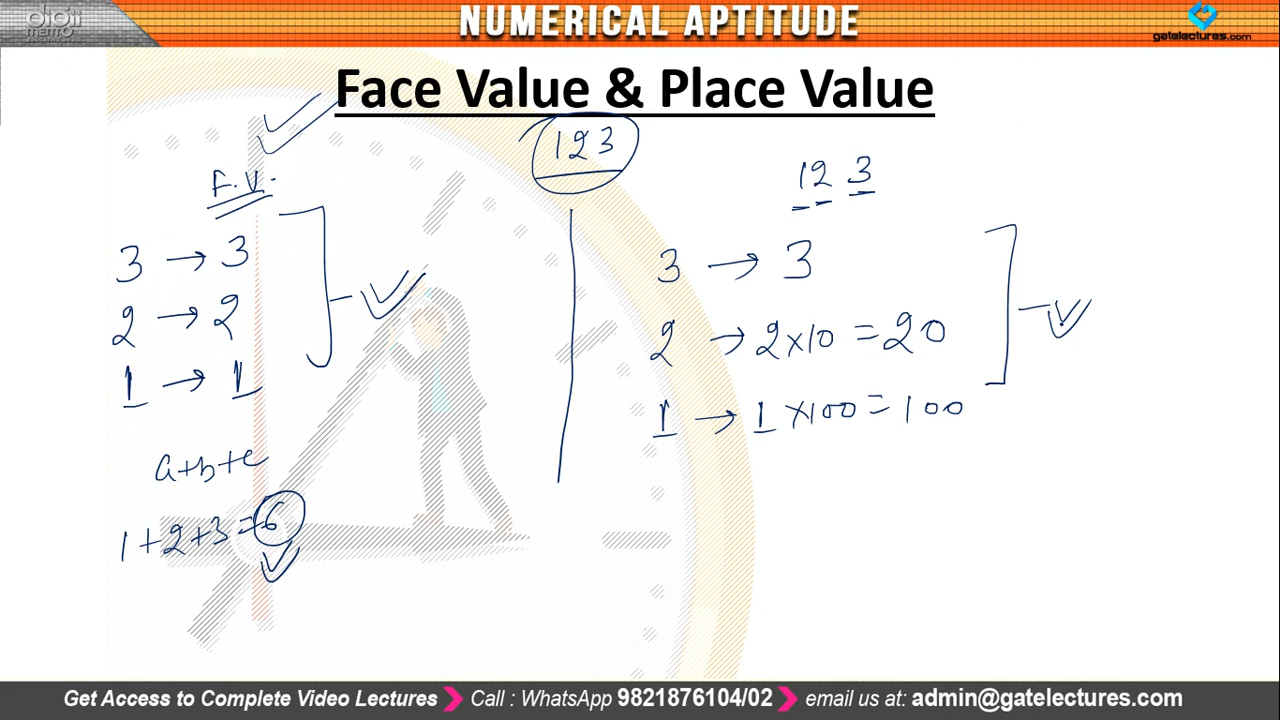 digii
MENTO
NUMERICAL APTITUDE
gatelectures.com
Face Value & Place Value
123
F.V.
3 → 3
2 → 2
1 → 1
a+b+c
1+2+3=6
123
3 → 3
2 → 2×10 = 20
1 → 1×100 = 100
Get Access to Complete Video Lectures Call : WhatsApp 9821876104/02 email us at: admin@gatelectures.com